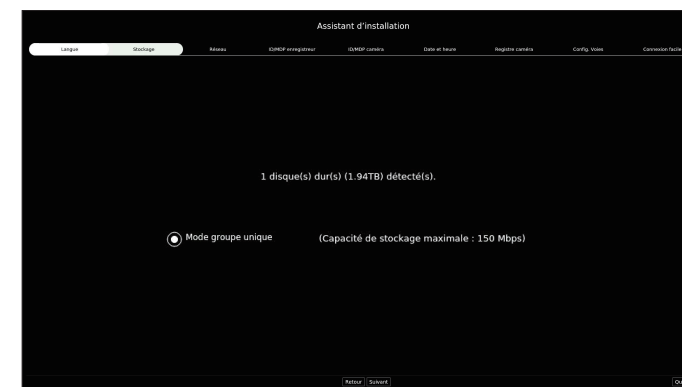 Assistant d'installation
Langue Stockage Réseau ID/MDP enregistreur ID/MDP caméra Date et heure Registre caméra Config. Voies Connexion facile
1 disque(s) dur(s) (1.94TB) détecté(s).
Mode groupe unique (Capacité de stockage maximale : 150 Mbps)
Retour Suivant